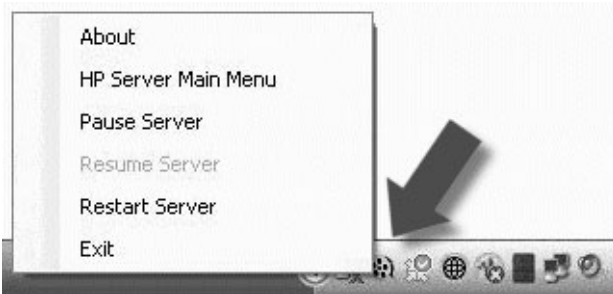 About
HP Server Main Menu
Pause Server
Resume Server
Restart Server
Exit